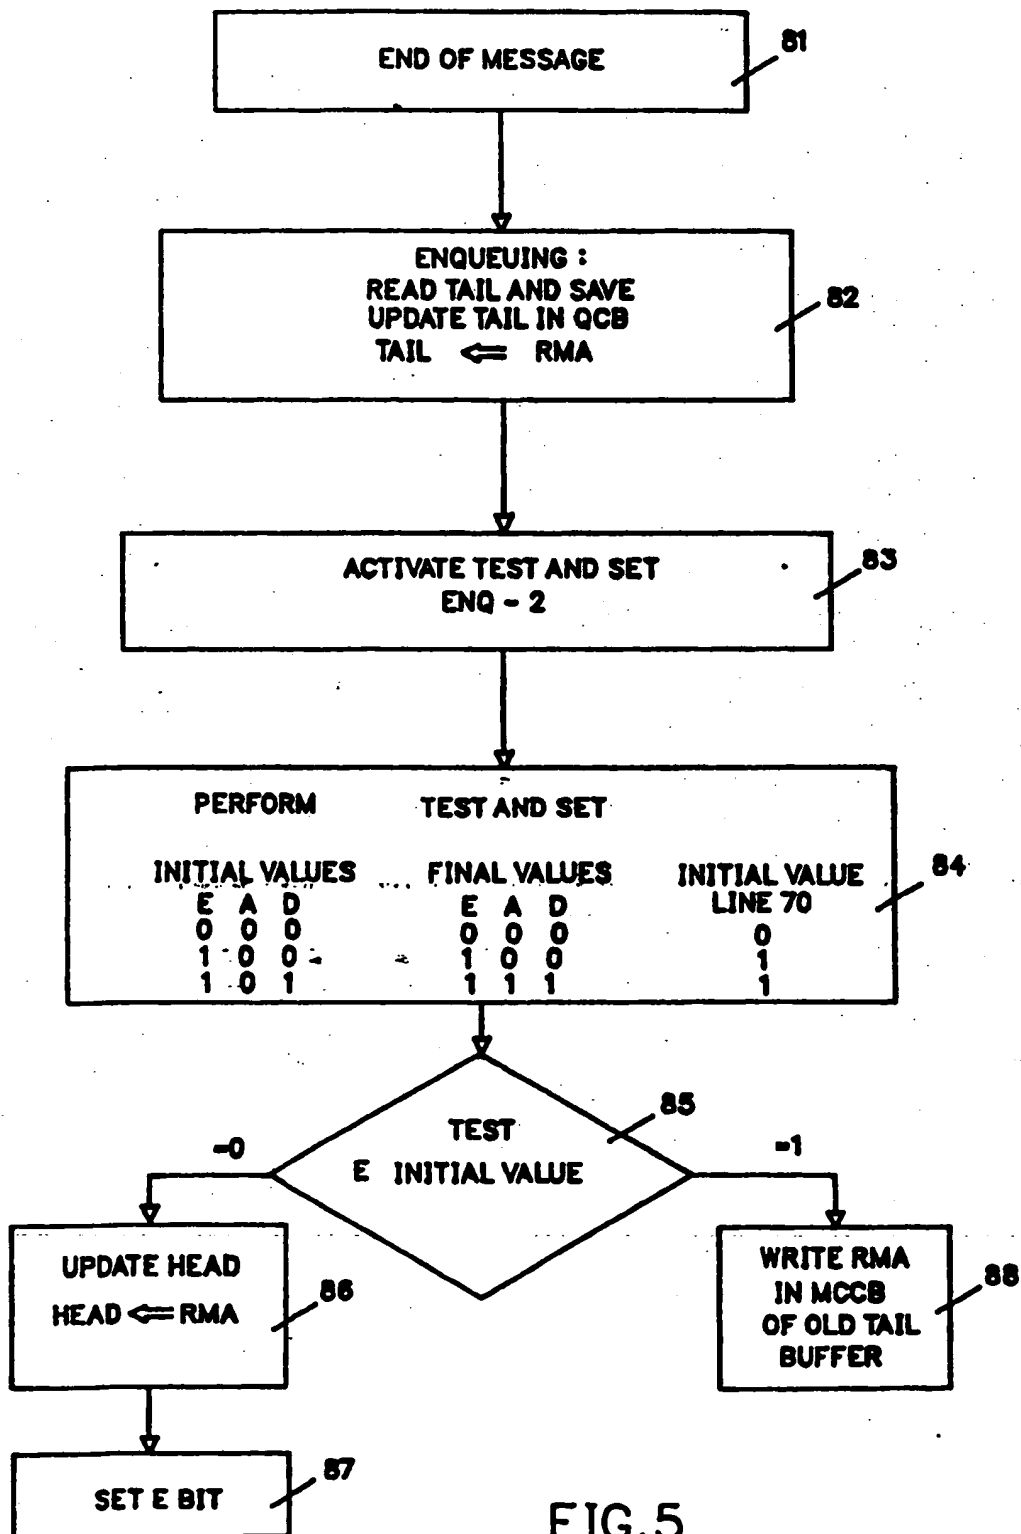 END OF MESSAGE
81
ENQUEUING :
READ TAIL AND SAVE
UPDATE TAIL IN QCB
TAIL ⇐ RMA
82
ACTIVATE TEST AND SET
ENQ - 2
83
PERFORM TEST AND SET
INITIAL VALUES FINAL VALUES INITIAL VALUE
LINE 70
E A D E A D
0 0 0 0 0 0 0
1 0 0 1 0 0 1
1 0 1 1 1 1 1
84
TEST
E INITIAL VALUE
85
=0
=1
UPDATE HEAD
HEAD ⇐ RMA
86
WRITE RMA
IN MCCB
OF OLD TAIL
BUFFER
88
SET E BIT
87
FIG.5